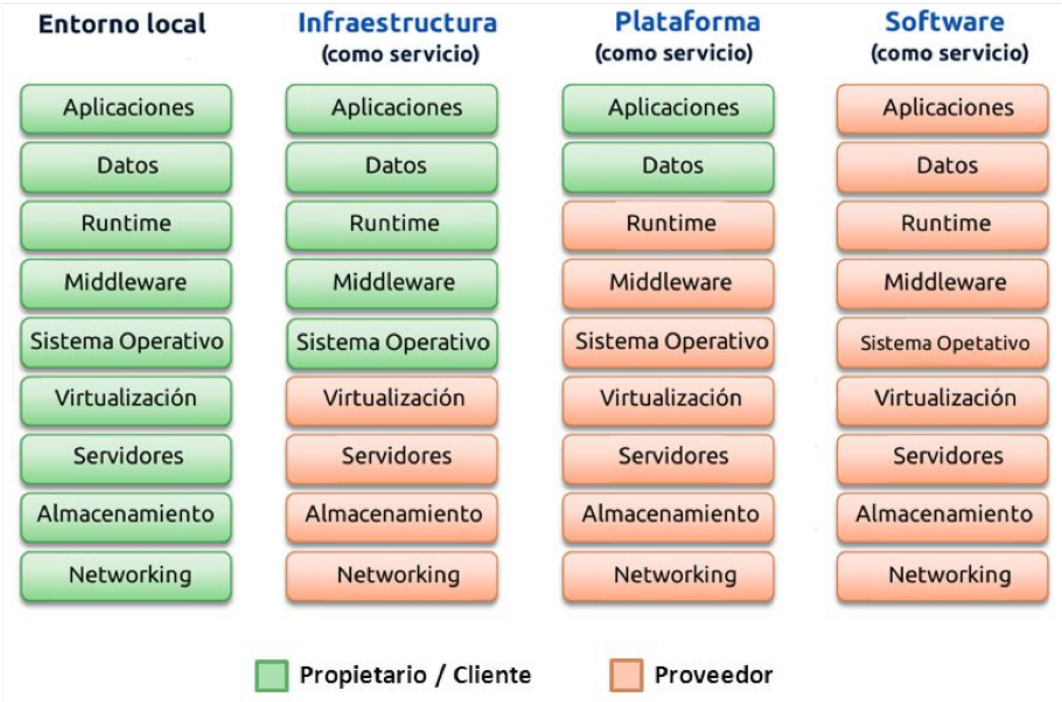 Entorno local
Infraestructura
(como servicio)
Plataforma
(como servicio)
Software
(como servicio)
Aplicaciones
Aplicaciones
Aplicaciones
Aplicaciones
Datos
Datos
Datos
Datos
Runtime
Runtime
Runtime
Runtime
Middleware
Middleware
Middleware
Middleware
Sistema Operativo
Sistema Operativo
Sistema Operativo
Sistema Opetativo
Virtualización
Virtualización
Virtualización
Virtualización
Servidores
Servidores
Servidores
Servidores
Almacenamiento
Almacenamiento
Almacenamiento
Almacenamiento
Networking
Networking
Networking
Networking
Propietario / Cliente
Proveedor